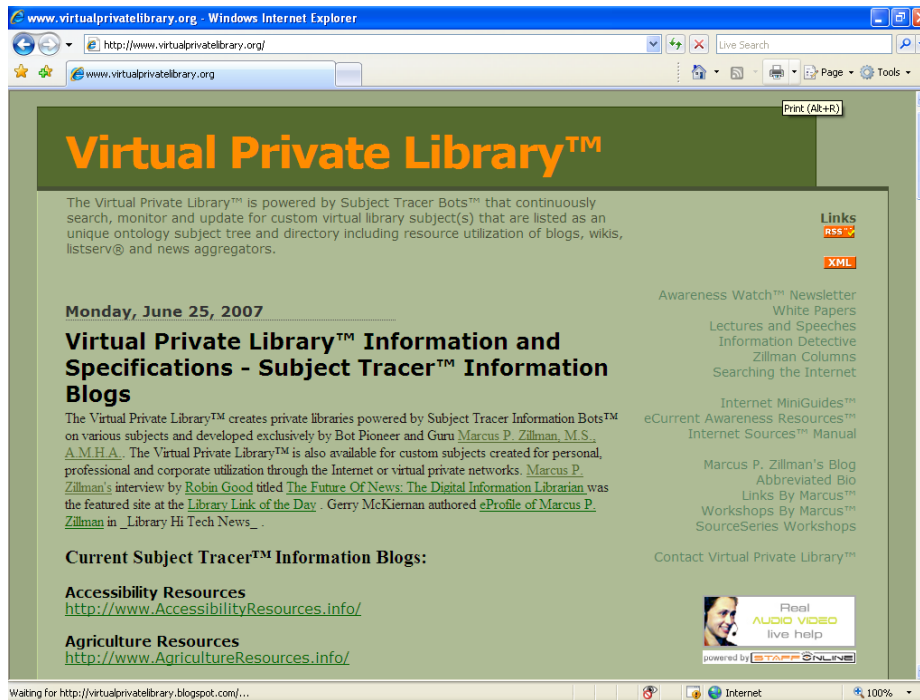 www.virtualprivatelibrary.org - Windows Internet Explorer
http://www.virtualprivatelibrary.org/
Live Search
www.virtualprivatelibrary.org
Page
Tools
Print (Alt+R)
Virtual Private Library™
The Virtual Private Library™ is powered by Subject Tracer Bots™ that continuously
search, monitor and update for custom virtual library subject(s) that are listed as an
unique ontology subject tree and directory including resource utilization of blogs, wikis,
listserv® and news aggregators.
Links
RSS
XML
Monday, June 25, 2007
Virtual Private Library™ Information and
Specifications - Subject Tracer™ Information
Blogs
The Virtual Private Library™ creates private libraries powered by Subject Tracer Information Bots™
on various subjects and developed exclusively by Bot Pioneer and Guru Marcus P. Zillman, M.S.,
A.M.H.A.. The Virtual Private Library™ is also available for custom subjects created for personal,
professional and corporate utilization through the Internet or virtual private networks. Marcus P.
Zillman's interview by Robin Good titled The Future Of News: The Digital Information Librarian was
the featured site at the Library Link of the Day . Gerry McKiernan authored eProfile of Marcus P.
Zillman in _Library Hi Tech News_ .
Current Subject Tracer™ Information Blogs:
Accessibility Resources
http://www.AccessibilityResources.info/
Agriculture Resources
http://www.AgricultureResources.info/
Awareness Watch™ Newsletter
White Papers
Lectures and Speeches
Information Detective
Zillman Columns
Searching the Internet
Internet MiniGuides™
eCurrent Awareness Resources™
Internet Sources™ Manual
Marcus P. Zillman's Blog
Abbreviated Bio
Links By Marcus™
Workshops By Marcus™
SourceSeries Workshops
Contact Virtual Private Library™
Real
AUDIO VIDEO
live help
powered by STAFF ONLINE
Waiting for http://virtualprivatelibrary.blogspot.com/...
Internet
100%